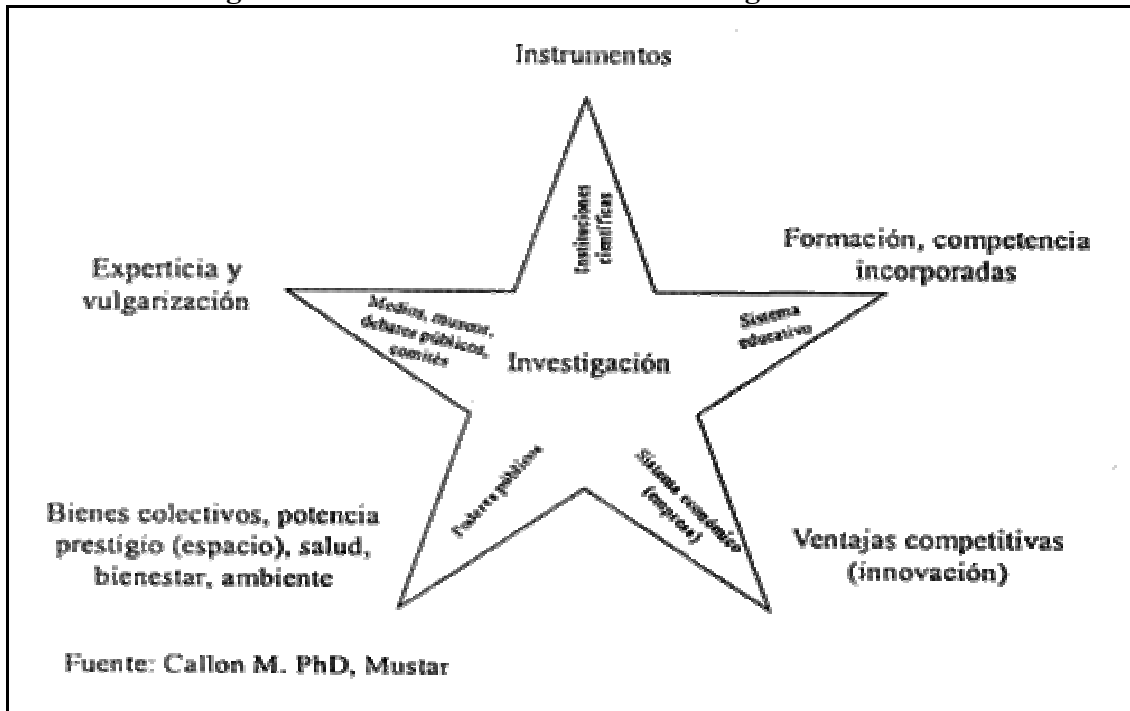 Instrumentos
Instituciones
científicas
Formación, competencia
incorporadas
Experticia y
vulgarización
Medios, museos,
debates públicos,
comités
Sistema
educativo
Investigación
Poderes públicos
Sistema económico
(empresa)
Bienes colectivos, potencia
prestigio (espacio), salud,
bienestar, ambiente
Ventajas competitivas
(innovación)
Fuente: Callon M. PhD, Mustar